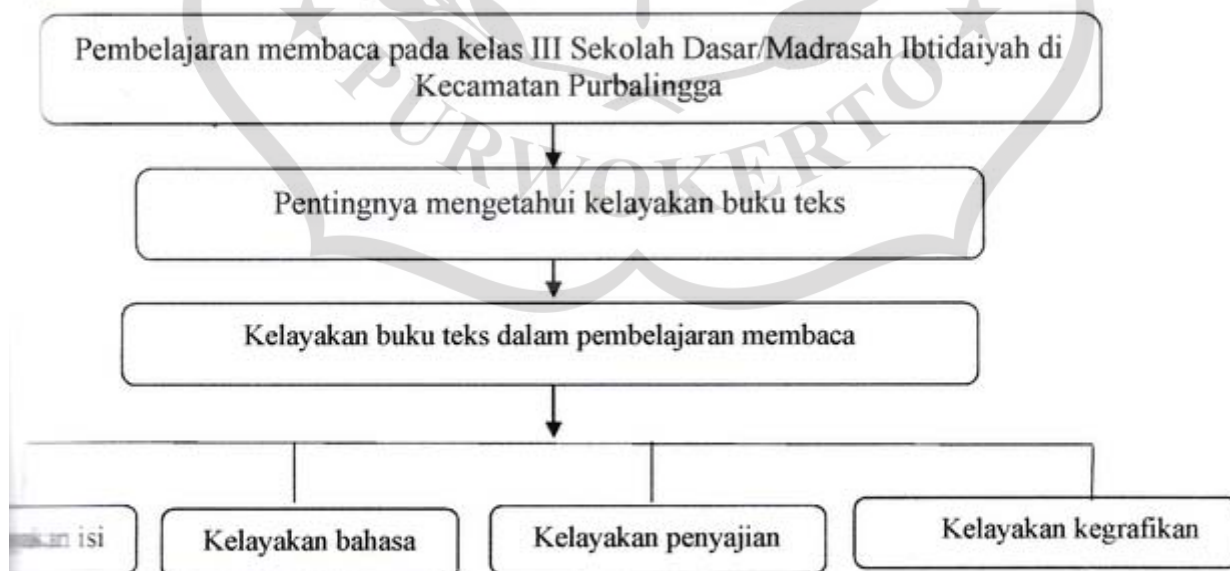 Pembelajaran membaca pada kelas III Sekolah Dasar/Madrasah Ibtidaiyah di
Kecamatan Purbalingga
PURWOKERTO
Pentingnya mengetahui kelayakan buku teks
Kelayakan buku teks dalam pembelajaran membaca
isi
Kelayakan bahasa
Kelayakan penyajian
Kelayakan kegrafikan